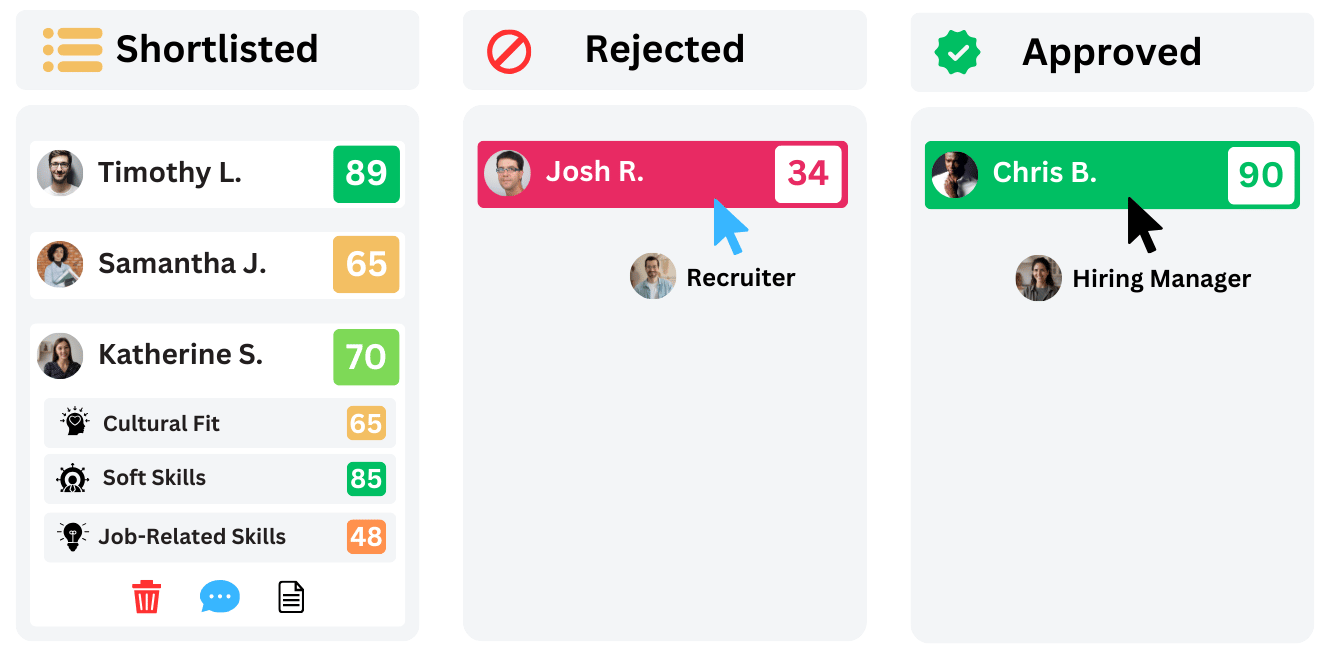 Shortlisted
Timothy L. 89
Samantha J. 65
Katherine S. 70
Cultural Fit 65
Soft Skills 85
Job-Related Skills 48
Rejected
Josh R. 34
Recruiter
Approved
Chris B. 90
Hiring Manager